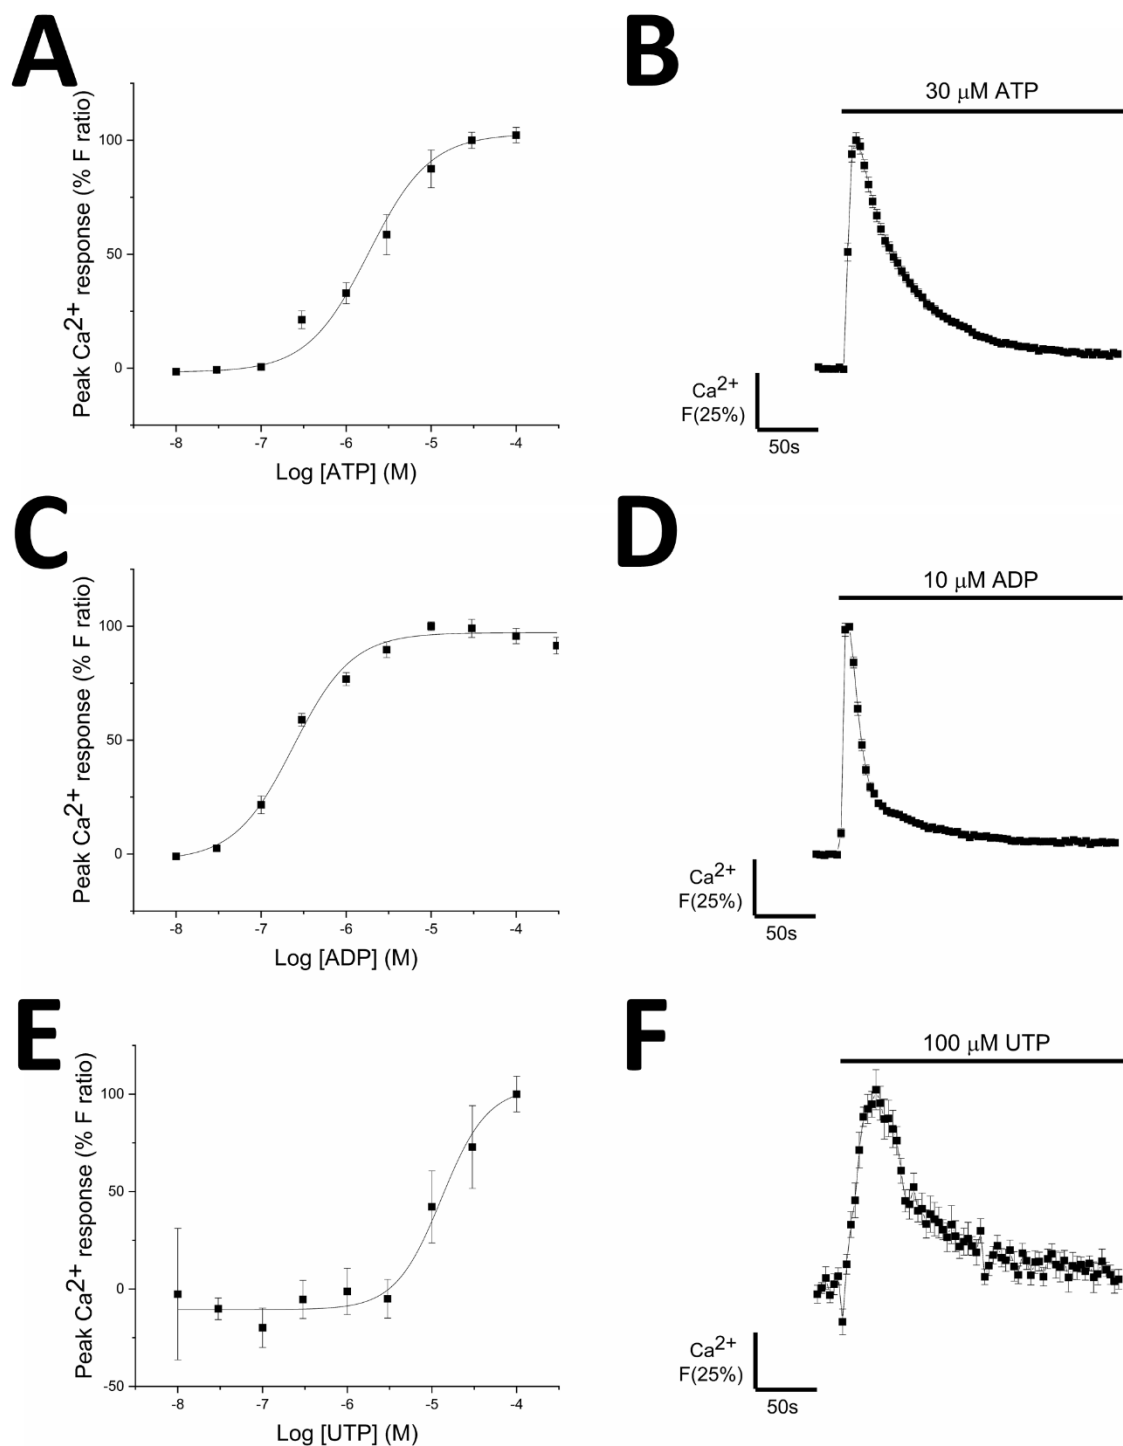 A
Peak Ca2+ response (% F ratio)
100
50
0
-8 -7 -6 -5 -4
Log [ATP] (M)
B
30 μM ATP
Ca2+
F(25%)
50s
C
Peak Ca2+ response (% F ratio)
100
50
0
-8 -7 -6 -5 -4
Log [ADP] (M)
D
10 μM ADP
Ca2+
F(25%)
50s
E
Peak Ca2+ response (% F ratio)
100
50
0
-50
-8 -7 -6 -5 -4
Log [UTP] (M)
F
100 μM UTP
Ca2+
F(25%)
50s